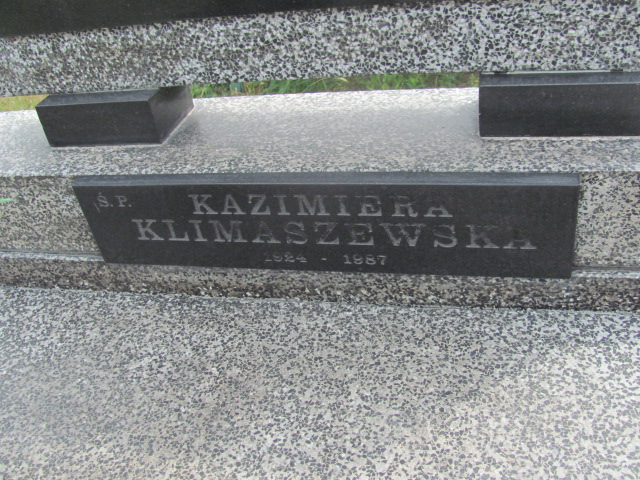 Ś.P. KAZIMIERA
KLIMASZEWSKA
1924 - 1987